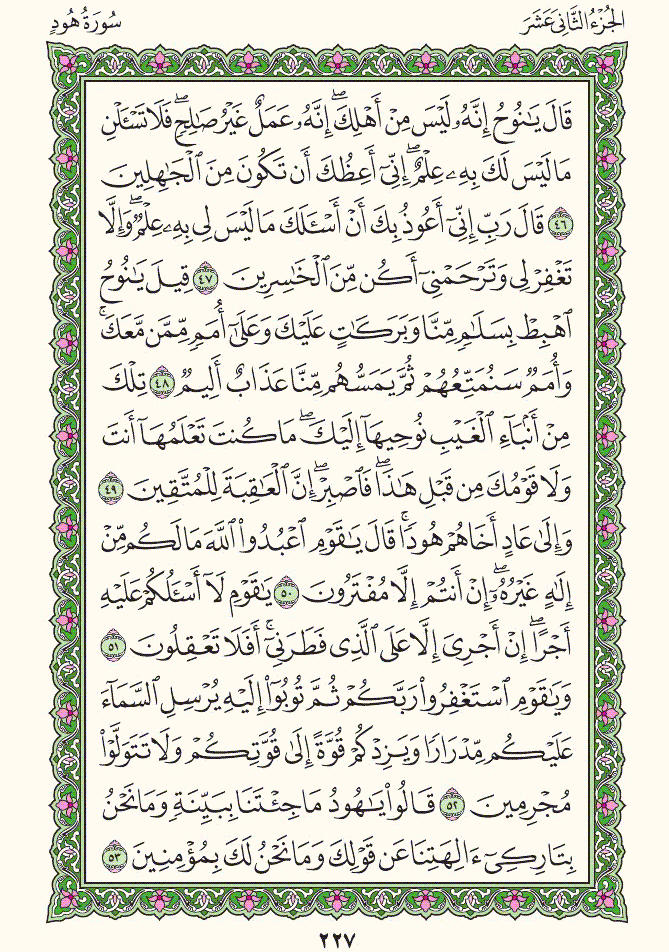 الجُزْءُ الثَّانِيَ عَشَرَ
سُورَةُ هُودٍ
قَالَ يَٰنُوحُ إِنَّهُۥ لَيْسَ مِنْ أَهْلِكَۖ إِنَّهُۥ عَمَلٌ غَيْرُ صَٰلِحٖۖ فَلَا تَسْـَٔلْنِ
مَا لَيْسَ لَكَ بِهِۦ عِلْمٌۖ إِنِّيٓ أَعِظُكَ أَن تَكُونَ مِنَ ٱلْجَٰهِلِينَ
٤٦ قَالَ رَبِّ إِنِّيٓ أَعُوذُ بِكَ أَنْ أَسْـَٔلَكَ مَا لَيْسَ لِي بِهِۦ عِلْمٌۖ وَإِلَّا
تَغْفِرْ لِي وَتَرْحَمْنِيٓ أَكُن مِّنَ ٱلْخَٰسِرِينَ ٤٧ قِيلَ يَٰنُوحُ
ٱهْبِطْ بِسَلَٰمٍ مِّنَّا وَبَرَكَٰتٍ عَلَيْكَ وَعَلَىٰٓ أُمَمٍ مِّمَّن مَّعَكَۚ
وَأُمَمٌ سَنُمَتِّعُهُمْ ثُمَّ يَمَسُّهُم مِّنَّا عَذَابٌ أَلِيمٌ ٤٨ تِلْكَ
مِنْ أَنۢبَآءِ ٱلْغَيْبِ نُوحِيهَآ إِلَيْكَۖ مَا كُنتَ تَعْلَمُهَآ أَنتَ
وَلَا قَوْمُكَ مِن قَبْلِ هَٰذَاۖ فَٱصْبِرْۖ إِنَّ ٱلْعَٰقِبَةَ لِلْمُتَّقِينَ ٤٩
وَإِلَىٰ عَادٍ أَخَاهُمْ هُودٗاۚ قَالَ يَٰقَوْمِ ٱعْبُدُوا۟ ٱللَّهَ مَا لَكُم مِّنْ
إِلَٰهٍ غَيْرُهُۥٓۖ إِنْ أَنتُمْ إِلَّا مُفْتَرُونَ ٥٠ يَٰقَوْمِ لَآ أَسْـَٔلُكُمْ عَلَيْهِ
أَجْرًاۖ إِنْ أَجْرِيَ إِلَّا عَلَى ٱلَّذِي فَطَرَنِيٓۚ أَفَلَا تَعْقِلُونَ ٥١
وَيَٰقَوْمِ ٱسْتَغْفِرُوا۟ رَبَّكُمْ ثُمَّ تُوبُوٓا۟ إِلَيْهِ يُرْسِلِ ٱلسَّمَآءَ
عَلَيْكُم مِّدْرَارٗا وَيَزِدْكُمْ قُوَّةً إِلَىٰ قُوَّتِكُمْ وَلَا تَتَوَلَّوْا۟
مُجْرِمِينَ ٥٢ قَالُوا۟ يَٰهُودُ مَا جِئْتَنَا بِبَيِّنَةٍ وَمَا نَحْنُ
بِتَارِكِيٓ ءَالِهَتِنَا عَن قَوْلِكَ وَمَا نَحْنُ لَكَ بِمُؤْمِنِينَ ٥٣
٢٢٧